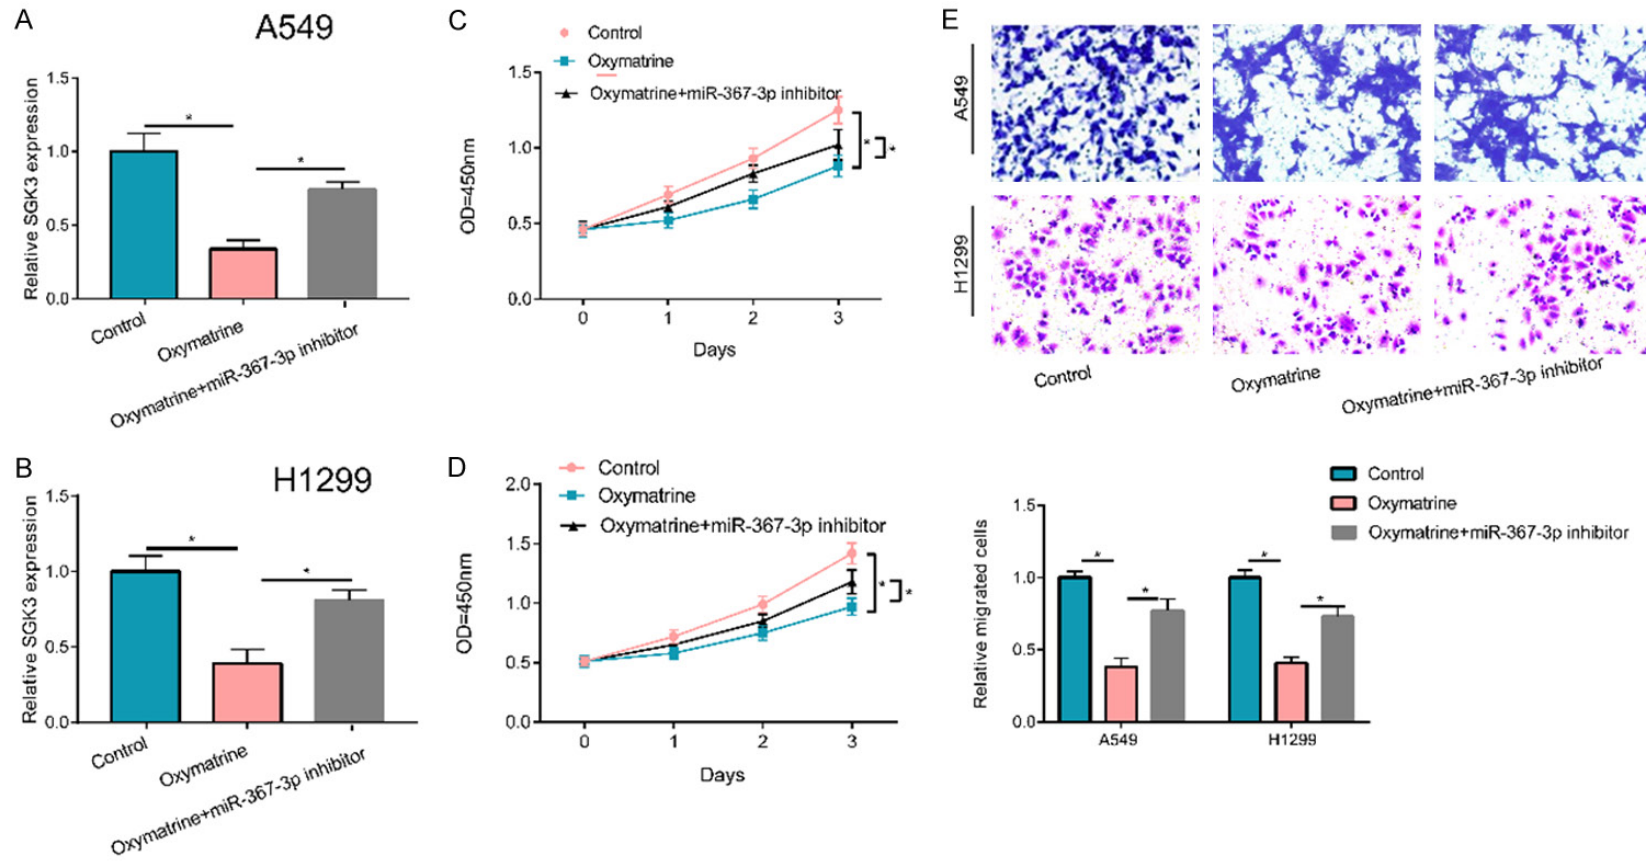 A
A549
Relative SGK3 expression
1.5
1.0
0.5
0.0
*
*
Control
Oxymatrine
Oxymatrine+miR-367-3p inhibitor
B
H1299
Relative SGK3 expression
1.5
1.0
0.5
0.0
*
*
Control
Oxymatrine
Oxymatrine+miR-367-3p inhibitor
C
Control
Oxymatrine
Oxymatrine+miR-367-3p inhibitor
OD=450nm
1.5
1.0
0.5
0.0
*
*
0 1 2 3
Days
D
Control
Oxymatrine
Oxymatrine+miR-367-3p inhibitor
OD=450nm
2.0
1.5
1.0
0.5
0.0
*
*
0 1 2 3
Days
E
A549
H1299
Control
Oxymatrine
Oxymatrine+miR-367-3p inhibitor
Control
Oxymatrine
Oxymatrine+miR-367-3p inhibitor
Relative migrated cells
1.5
1.0
0.5
0.0
*
*
*
*
A549 H1299